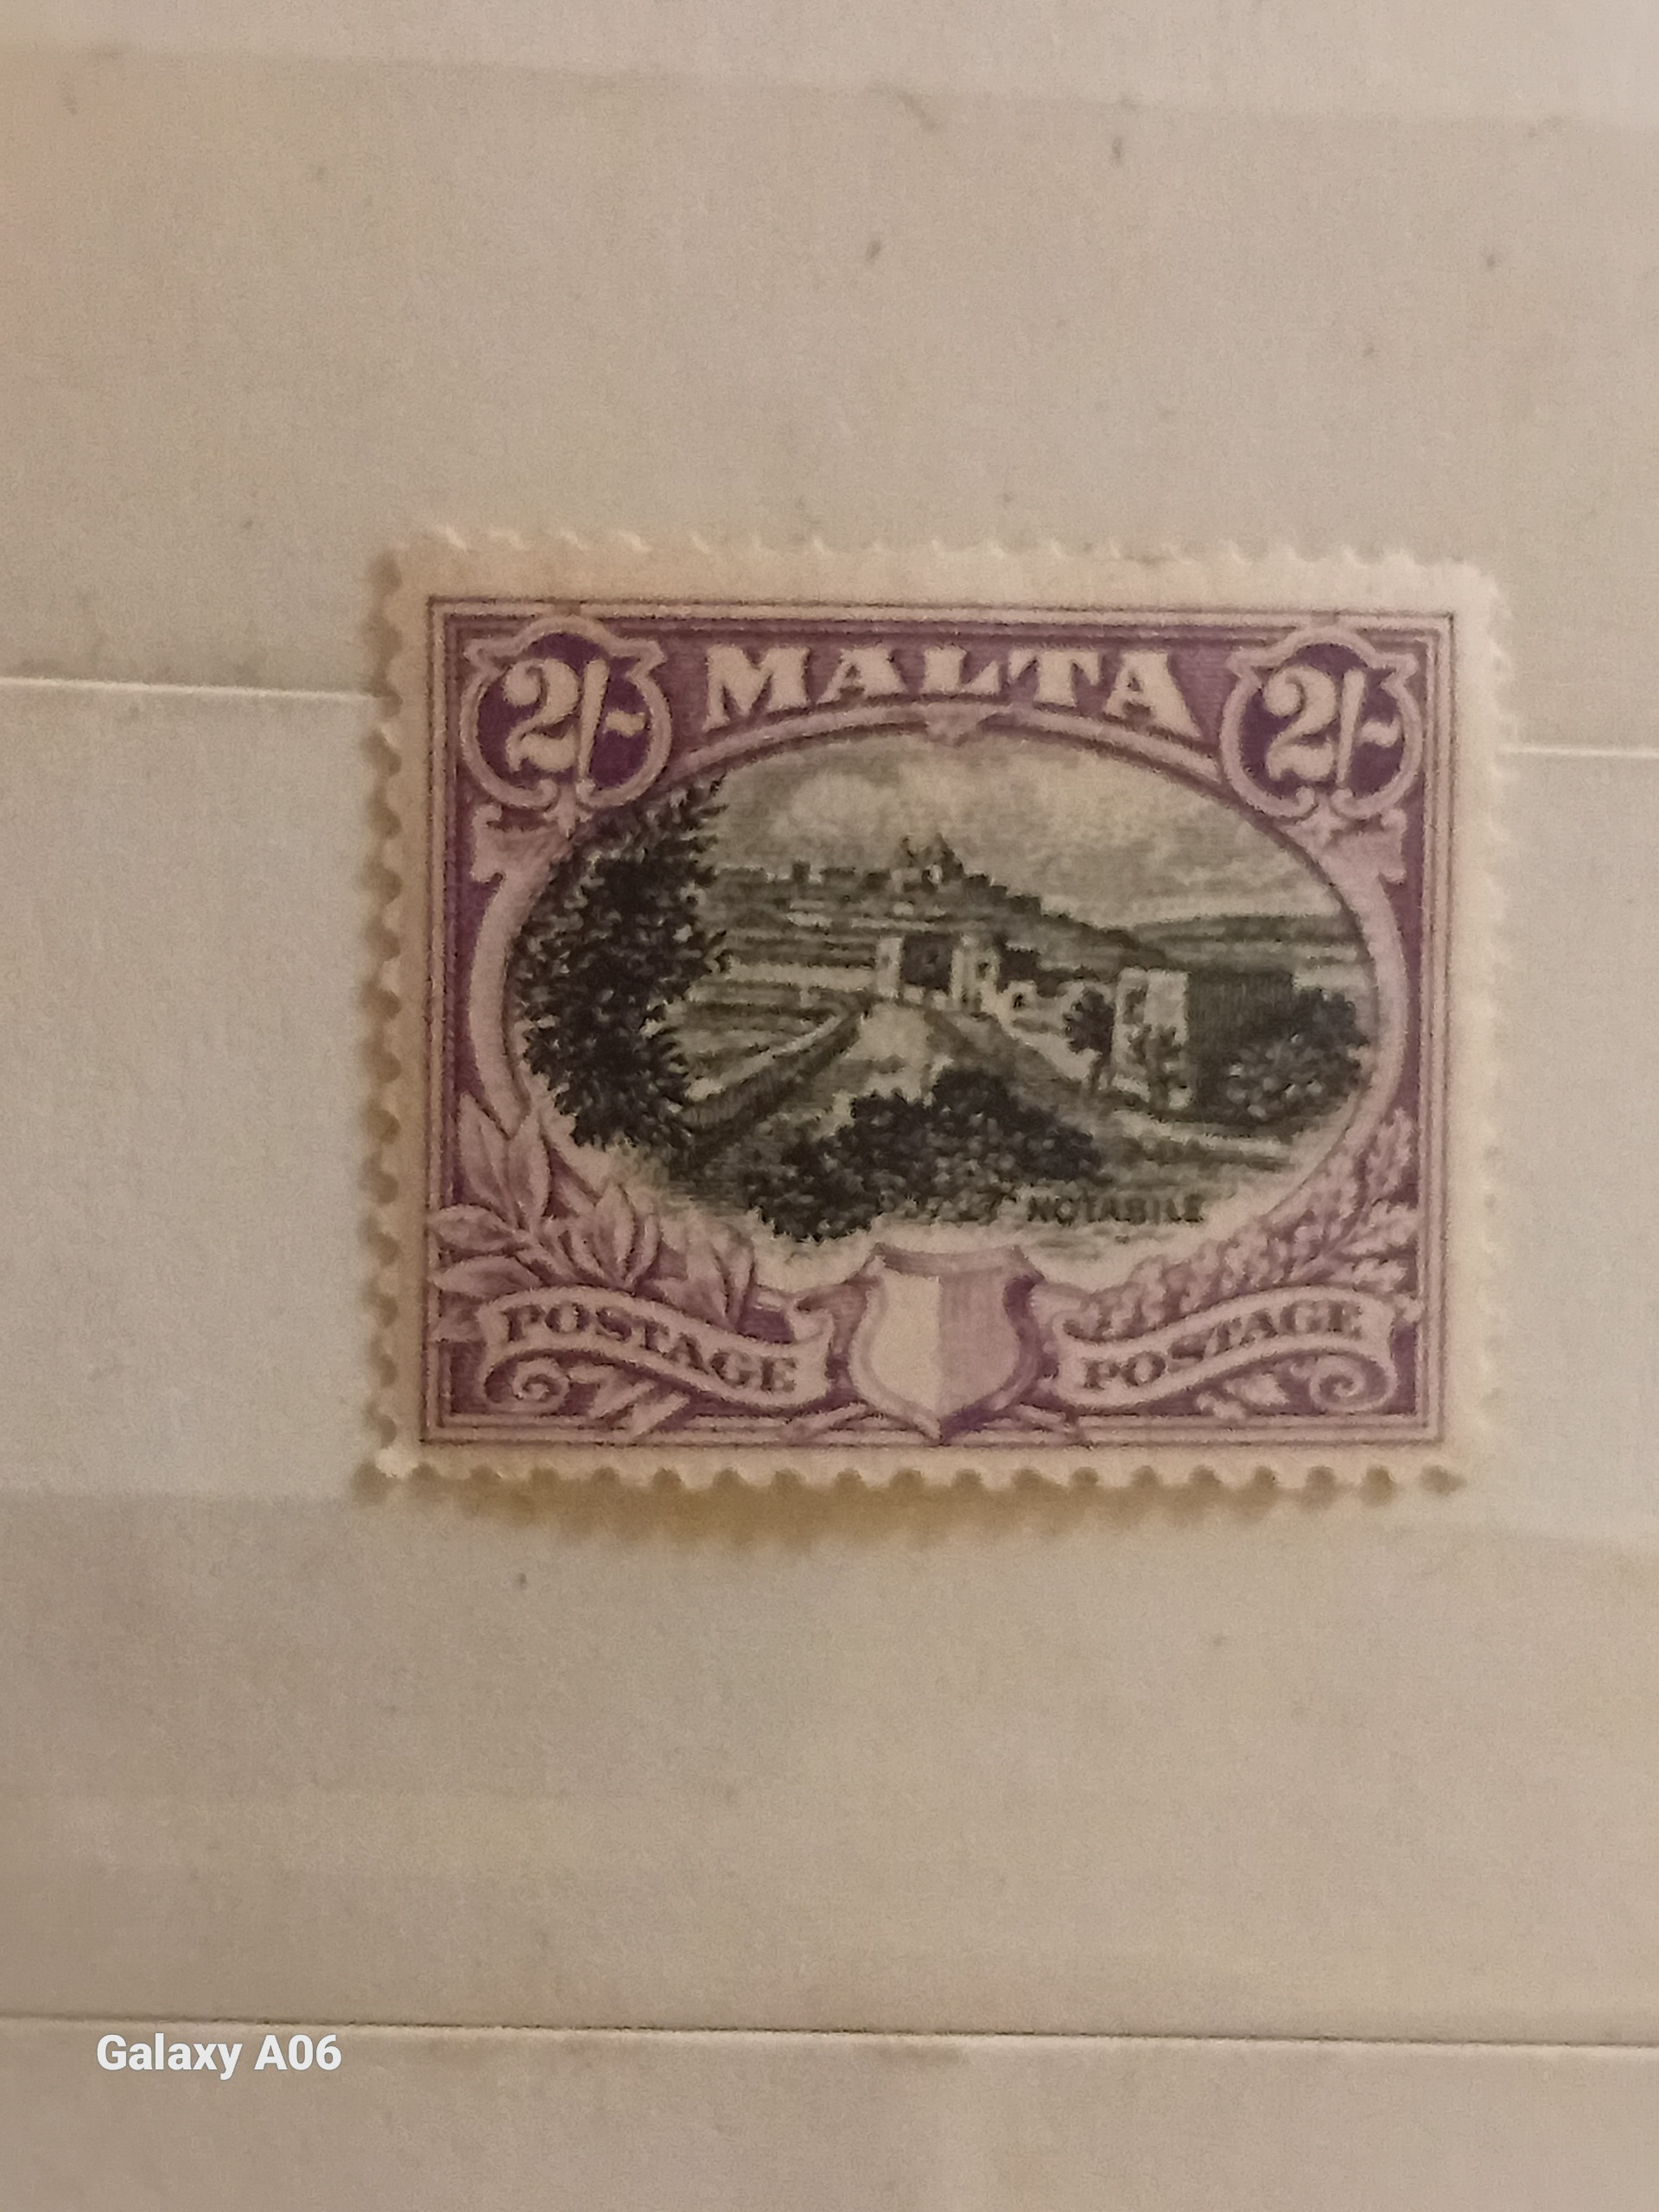 2/- MALTA 2/-
NOTABILE
POSTAGE POSTAGE
Galaxy A06